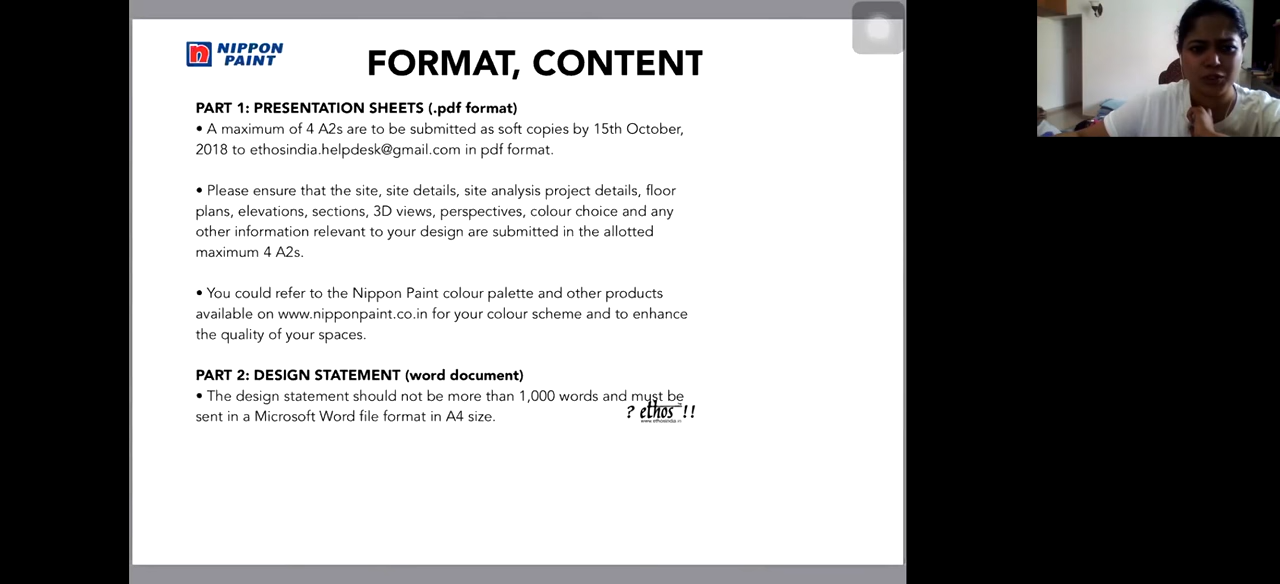 NIPPON
PAINT
FORMAT, CONTENT
PART 1: PRESENTATION SHEETS (.pdf format)
• A maximum of 4 A2s are to be submitted as soft copies by 15th October,
2018 to ethosindia.helpdesk@gmail.com in pdf format.
• Please ensure that the site, site details, site analysis project details, floor
plans, elevations, sections, 3D views, perspectives, colour choice and any
other information relevant to your design are submitted in the allotted
maximum 4 A2s.
• You could refer to the Nippon Paint colour palette and other products
available on www.nipponpaint.co.in for your colour scheme and to enhance
the quality of your spaces.
PART 2: DESIGN STATEMENT (word document)
• The design statement should not be more than 1,000 words and must be
sent in a Microsoft Word file format in A4 size.
? ethos !!
www.ethosindia.in